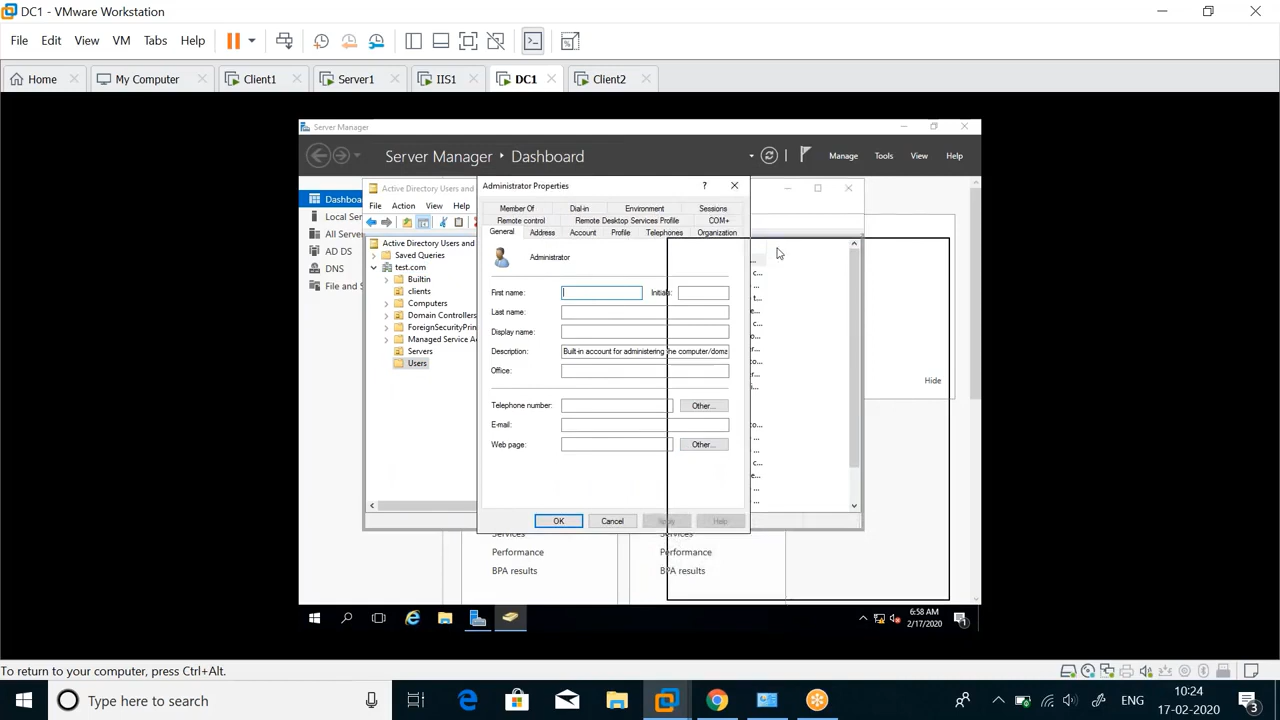 DC1 - VMware Workstation
File Edit View VM Tabs Help
Home My Computer Client1 Server1 IIS1 DC1 Client2
Server Manager
Server Manager Dashboard
Manage Tools View Help
Dashboa
Local Ser
All Serve
AD DS
DNS
File and S
Active Directory Users and
File Action View Help
Active Directory Users and
Saved Queries
test.com
Builtin
clients
Computers
Domain Controllers
ForeignSecurityPrin
Managed Service Ac
Servers
Users
Administrator Properties
Member Of Dial-in Environment Sessions
Remote control Remote Desktop Services Profile COM+
General Address Account Profile Telephones Organization
Administrator
First name: Initials:
Last name:
Display name:
Description: Built-in account for administering the computer/doma
Office:
Telephone number: Other...
E-mail:
Web page: Other...
OK Cancel Apply Help
Hide
Services Services
Performance Performance
BPA results BPA results
6:58 AM
2/17/2020
1
To return to your computer, press Ctrl+Alt.
Type here to search
ENG
10:24
17-02-2020
3